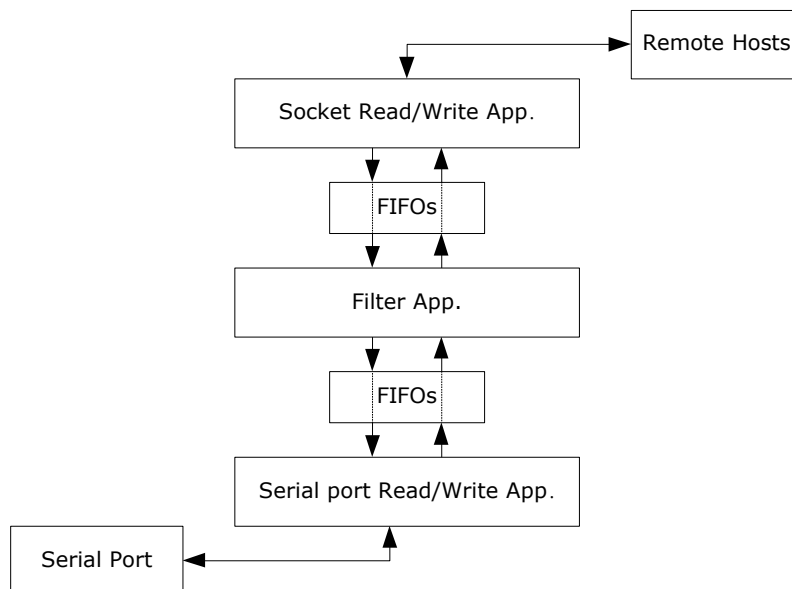 Remote Hosts
Socket Read/Write App.
FIFOs
Filter App.
FIFOs
Serial port Read/Write App.
Serial Port